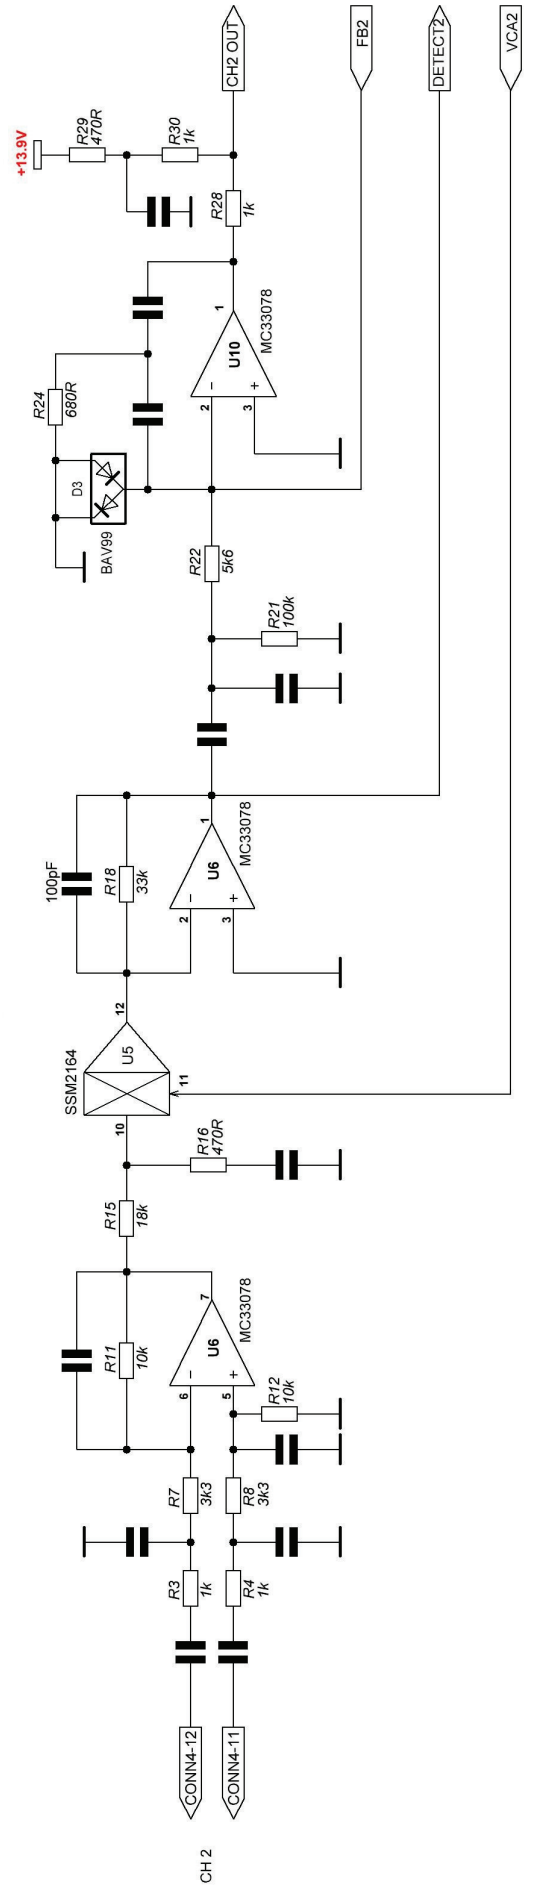 CH 2
CONN4-12
CONN4-11
R3
1k
R4
1k
R7
3k3
R8
3k3
R11
10k
R12
10k
6
5
7
U6
MC33078
R15
18k
R16
470R
10
11
12
U5
SSM2164
100pF
R18
33k
2
3
1
U6
MC33078
R21
100k
R22
5k6
BAV99
D3
R24
680R
2
3
1
U10
MC33078
R28
1k
R29
470R
R30
1k
+13.9V
CH2 OUT
FB2
DETECT2
VCA2